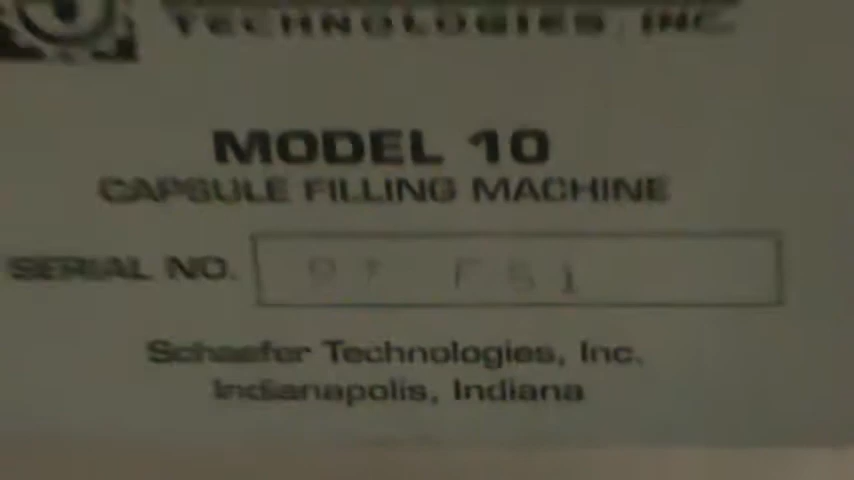 TECHNOLOGIES, INC.
MODEL 10
CAPSULE FILLING MACHINE
SERIAL NO.
Schaefer Technologies, Inc.
Indianapolis, Indiana